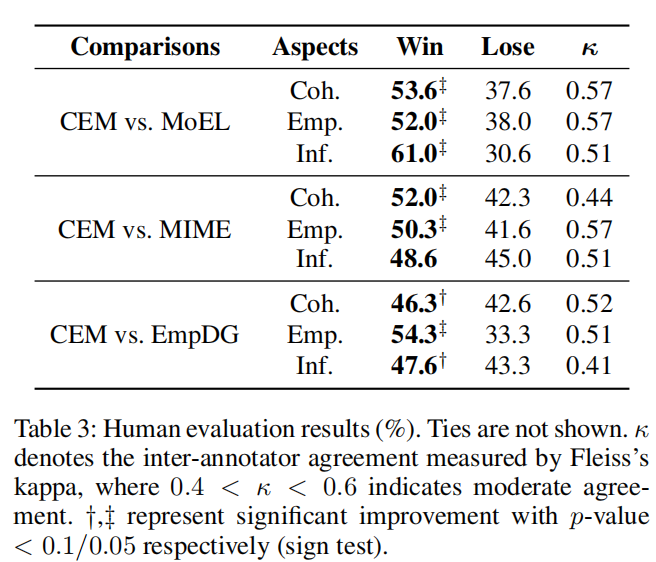 Comparisons Aspects Win Lose κ
Coh. 53.6‡ 37.6 0.57
CEM vs. MoEL Emp. 52.0‡ 38.0 0.57
Inf. 61.0‡ 30.6 0.51
Coh. 52.0‡ 42.3 0.44
CEM vs. MIME Emp. 50.3‡ 41.6 0.57
Inf. 48.6 45.0 0.51
Coh. 46.3† 42.6 0.52
CEM vs. EmpDG Emp. 54.3‡ 33.3 0.51
Inf. 47.6† 43.3 0.41
Table 3: Human evaluation results (%). Ties are not shown. κ
denotes the inter-annotator agreement measured by Fleiss's
kappa, where 0.4 < κ < 0.6 indicates moderate agree-
ment. †,‡ represent significant improvement with p-value
< 0.1/0.05 respectively (sign test).